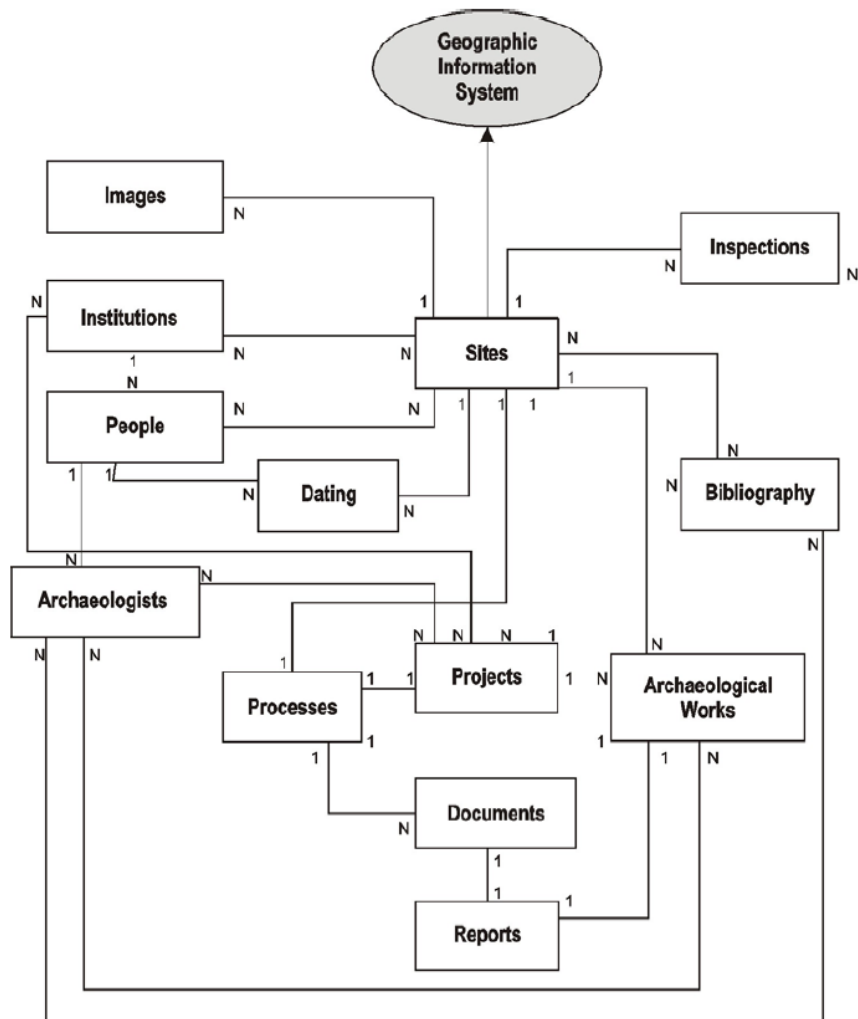 Geographic
Information
System
Images
N
Inspections
N
N
N
1
1
Institutions
N
N
N
Sites
1
1
N
N
N
1
1
1
People
1
1
N
Dating
N
N
Bibliography
N
N
N
N
Archaeologists
N
N
N
N
N
1
N
1
1
1
Projects
1
N
Archaeological
Works
Processes
1
1
1
1
N
N
Documents
1
1
1
Reports